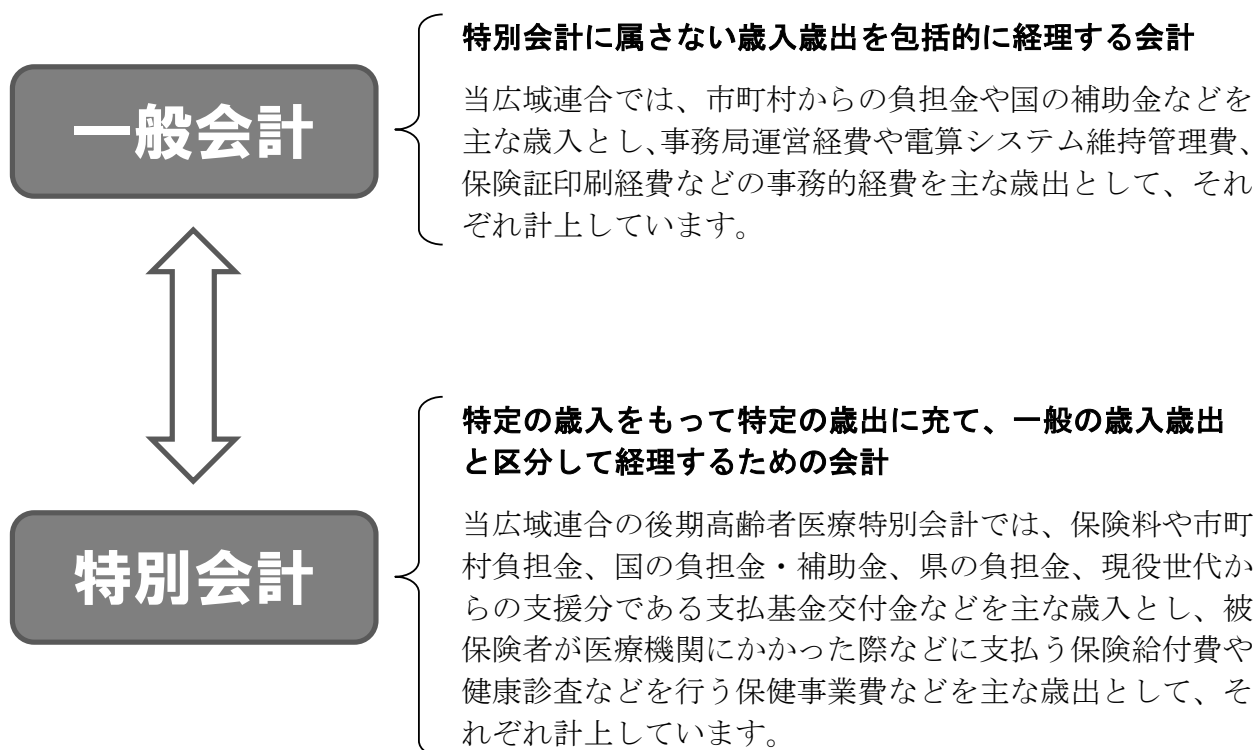 一般会計
特別会計に属さない歳入歳出を包括的に経理する会計
当広域連合では、市町村からの負担金や国の補助金などを
主な歳入とし、事務局運営経費や電算システム維持管理費、
保険証印刷経費などの事務的経費を主な歳出として、それ
ぞれ計上しています。
特別会計
特定の歳入をもって特定の歳出に充て、一般の歳入歳出
と区分して経理するための会計
当広域連合の後期高齢者医療特別会計では、保険料や市町
村負担金、国の負担金・補助金、県の負担金、現役世代か
らの支援分である支払基金交付金などを主な歳入とし、被
保険者が医療機関にかかった際などに支払う保険給付費や
健康診査などを行う保健事業費などを主な歳出として、そ
れぞれ計上しています。